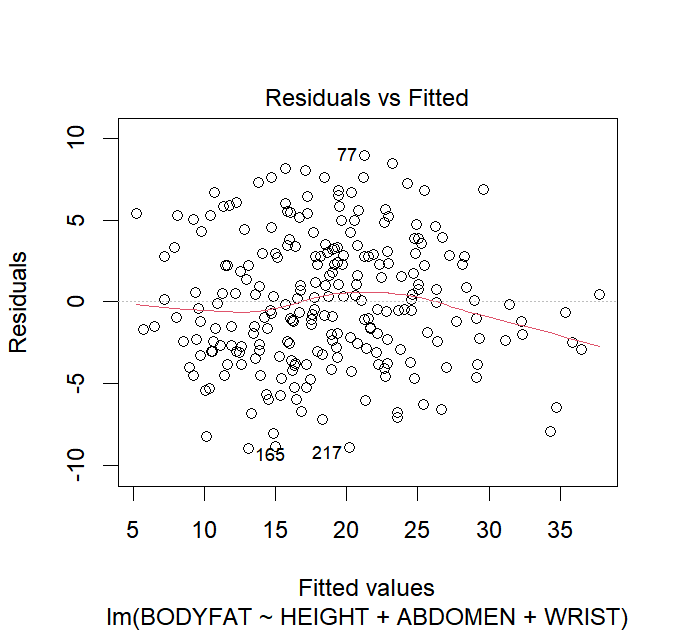 Residuals vs Fitted
Residuals
10
5
0
-5
-10
77
165
217
5 10 15 20 25 30 35
Fitted values
lm(BODYFAT ~ HEIGHT + ABDOMEN + WRIST)